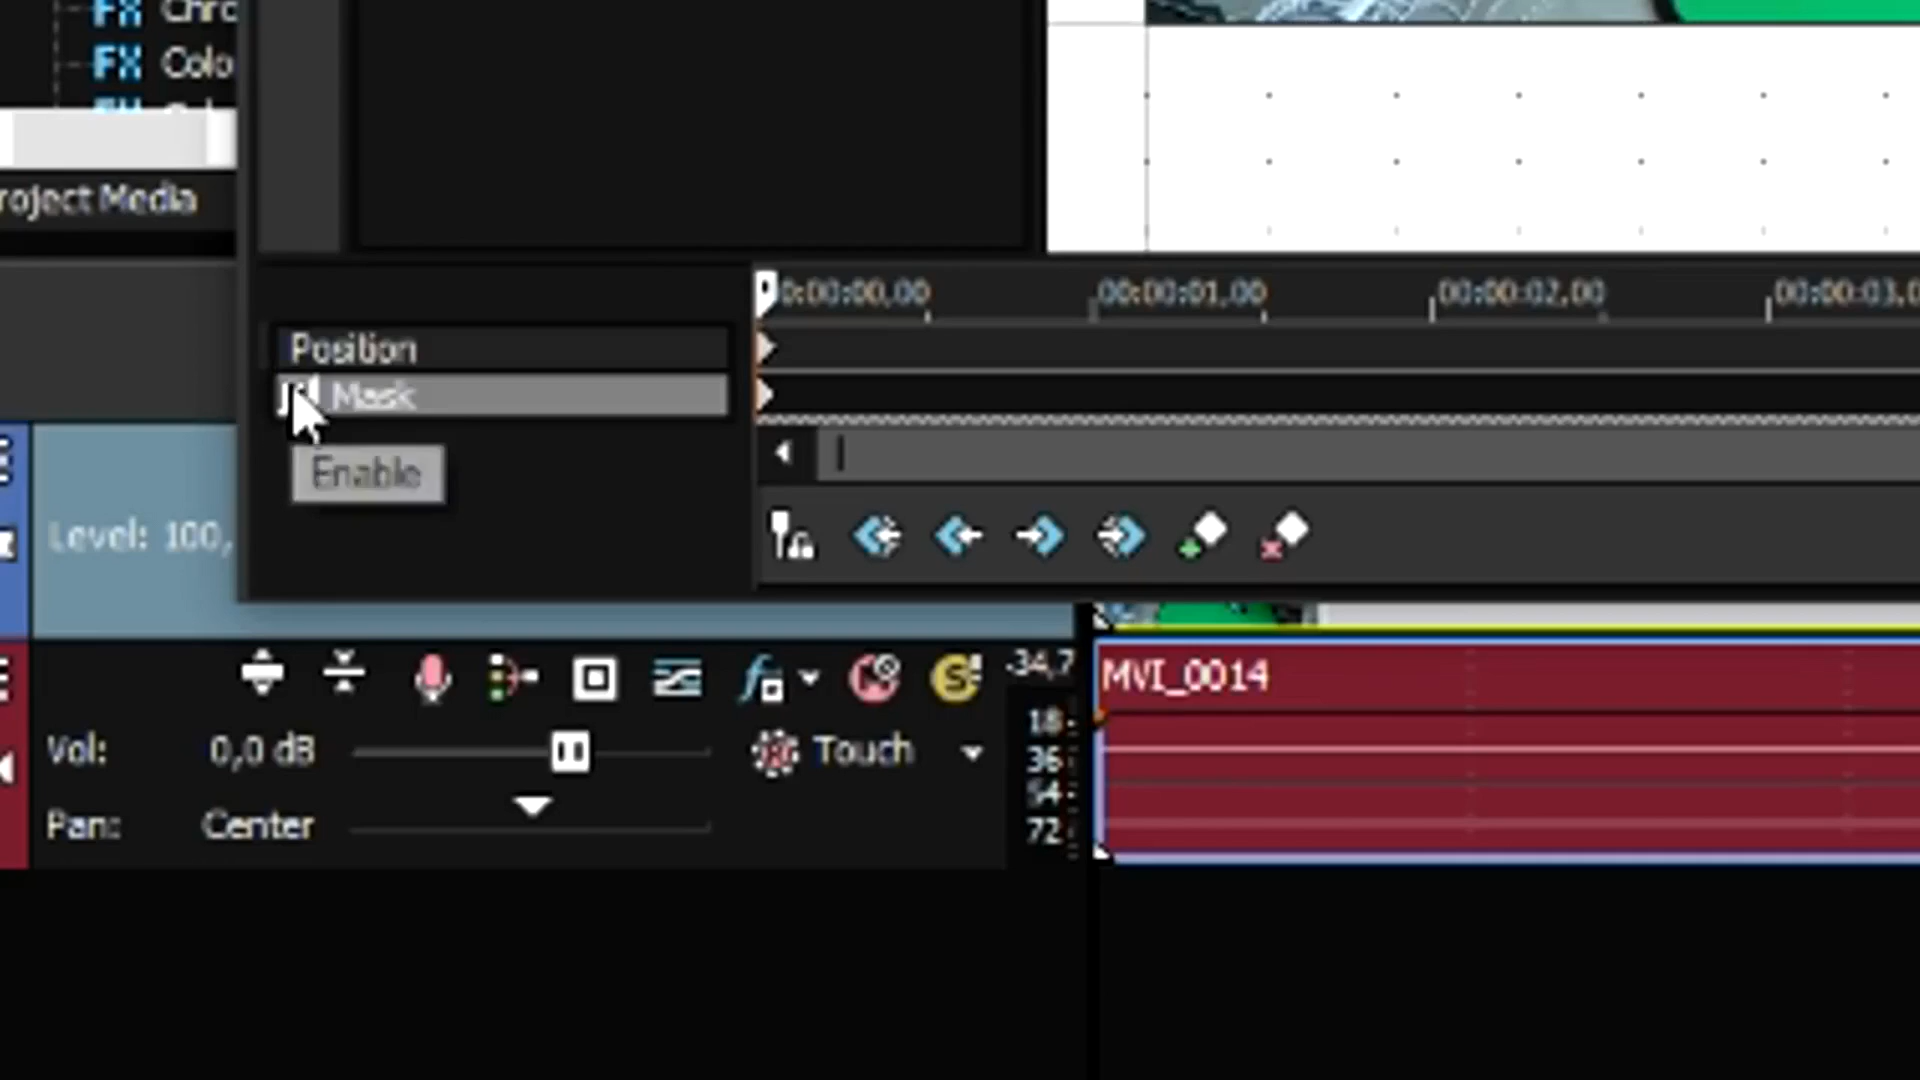 FX Chro
FX Colo
roject Media
0:00:00,00 00:00:01,00 00:00:02,00 00:00:03,0
Position
Mask
Enable
Level: 100,
-34,7
MVI_0014
18
36
54
72
Vol: 0,0 dB Touch
Pan: Center